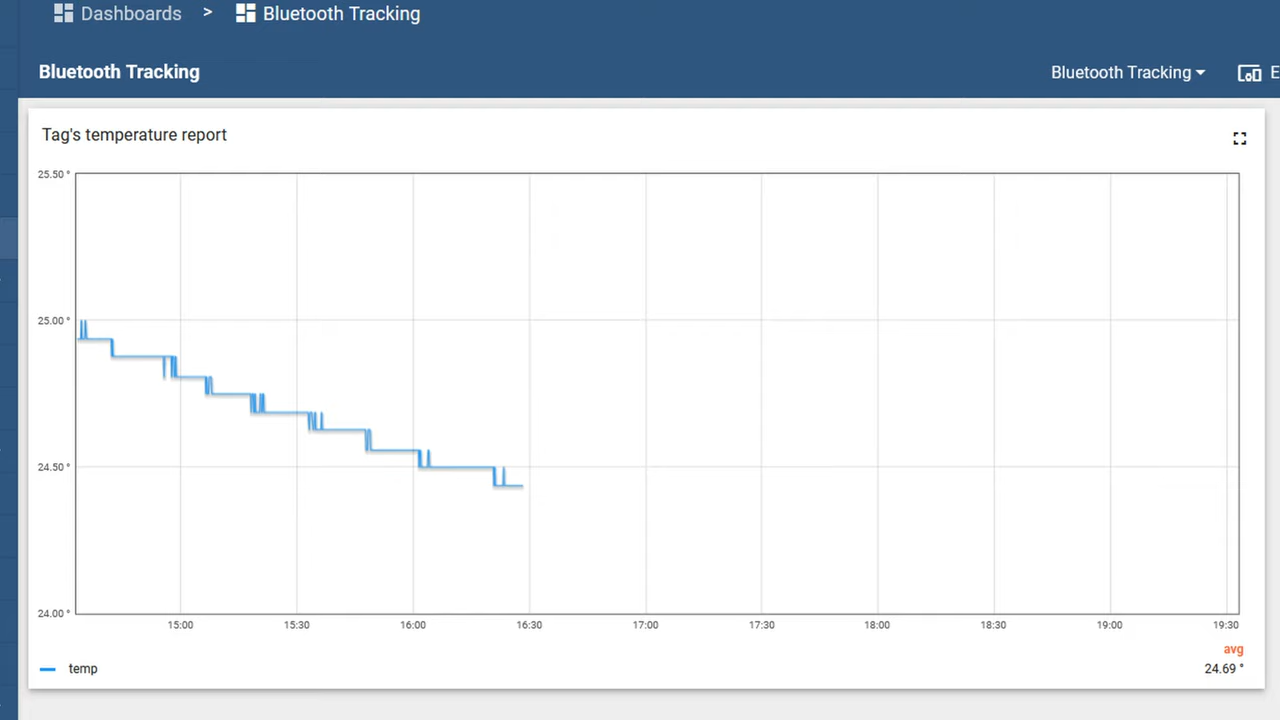 Dashboards > Bluetooth Tracking
Bluetooth Tracking
Bluetooth Tracking
E
Tag's temperature report
25.50 °
25.00 °
24.50 °
24.00 °
15:00 15:30 16:00 16:30 17:00 17:30 18:00 18:30 19:00 19:30
avg
temp 24.69 °